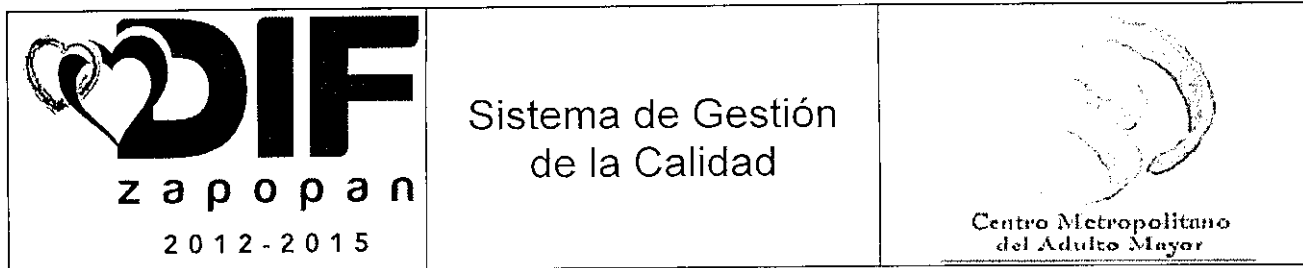 DIF
zapopan
2012-2015
Sistema de Gestión
de la Calidad
Centro Metropolitano
del Adulto Mayor